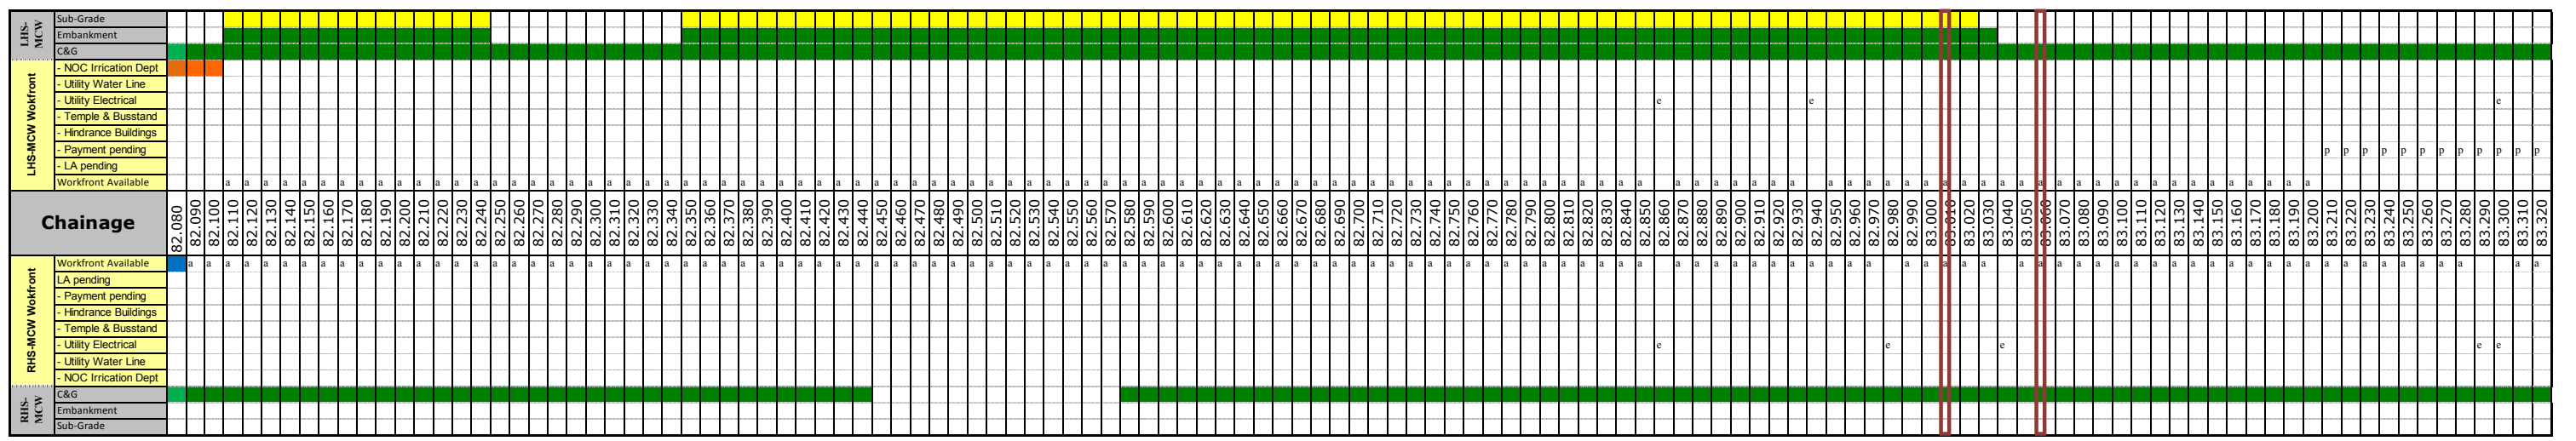 LHS-MCW
Sub-Grade
Embankment
C&G
LHS-MCW Wokfront
- NOC Irrication Dept
- Utility Water Line
- Utility Electrical e e e
- Temple & Busstand
- Hindrance Buildings
- Payment pending p p p p p p p p p p p p
- LA pending
Workfront Available a a a a a a a a a a a a a a a a a a a a a a a a a a a a a a a a a a a a a a a a a a a a a a a a a a a a a a a a a a a a a a a a a a a a a a a a a a a a a a a a a a a a a a a a a a a a a a a a a a a a a a a a a a a a
Chainage 82.080 82.090 82.100 82.110 82.120 82.130 82.140 82.150 82.160 82.170 82.180 82.190 82.200 82.210 82.220 82.230 82.240 82.250 82.260 82.270 82.280 82.290 82.300 82.310 82.320 82.330 82.340 82.350 82.360 82.370 82.380 82.390 82.400 82.410 82.420 82.430 82.440 82.450 82.460 82.470 82.480 82.490 82.500 82.510 82.520 82.530 82.540 82.550 82.560 82.570 82.580 82.590 82.600 82.610 82.620 82.630 82.640 82.650 82.660 82.670 82.680 82.690 82.700 82.710 82.720 82.730 82.740 82.750 82.760 82.770 82.780 82.790 82.800 82.810 82.820 82.830 82.840 82.850 82.860 82.870 82.880 82.890 82.900 82.910 82.920 82.930 82.940 82.950 82.960 82.970 82.980 82.990 83.000 83.010 83.020 83.030 83.040 83.050 83.060 83.070 83.080 83.090 83.100 83.110 83.120 83.130 83.140 83.150 83.160 83.170 83.180 83.190 83.200 83.210 83.220 83.230 83.240 83.250 83.260 83.270 83.280 83.290 83.300 83.310 83.320
RHS-MCW Wokfront
Workfront Available a a a a a a a a a a a a a a a a a a a a a a a a a a a a a a a a a a a a a a a a a a a a a a a a a a a a a a a a a a a a a a a a a a a a a a a a a a a a a a a a a a a a a a a a a a a a a a a a a a a a a a a a a a a a a a a a a a a a a a a
LA pending
- Payment pending
- Hindrance Buildings
- Temple & Busstand
- Utility Electrical e e e e e
- Utility Water Line
- NOC Irrication Dept
RHS-MCW
C&G
Embankment
Sub-Grade